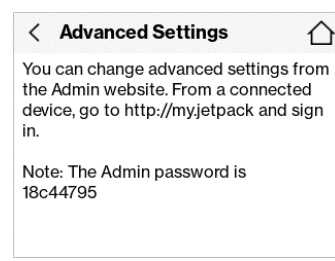 Advanced Settings
You can change advanced settings from
the Admin website. From a connected
device, go to http://my.jetpack and sign
in.
Note: The Admin password is
18c44795